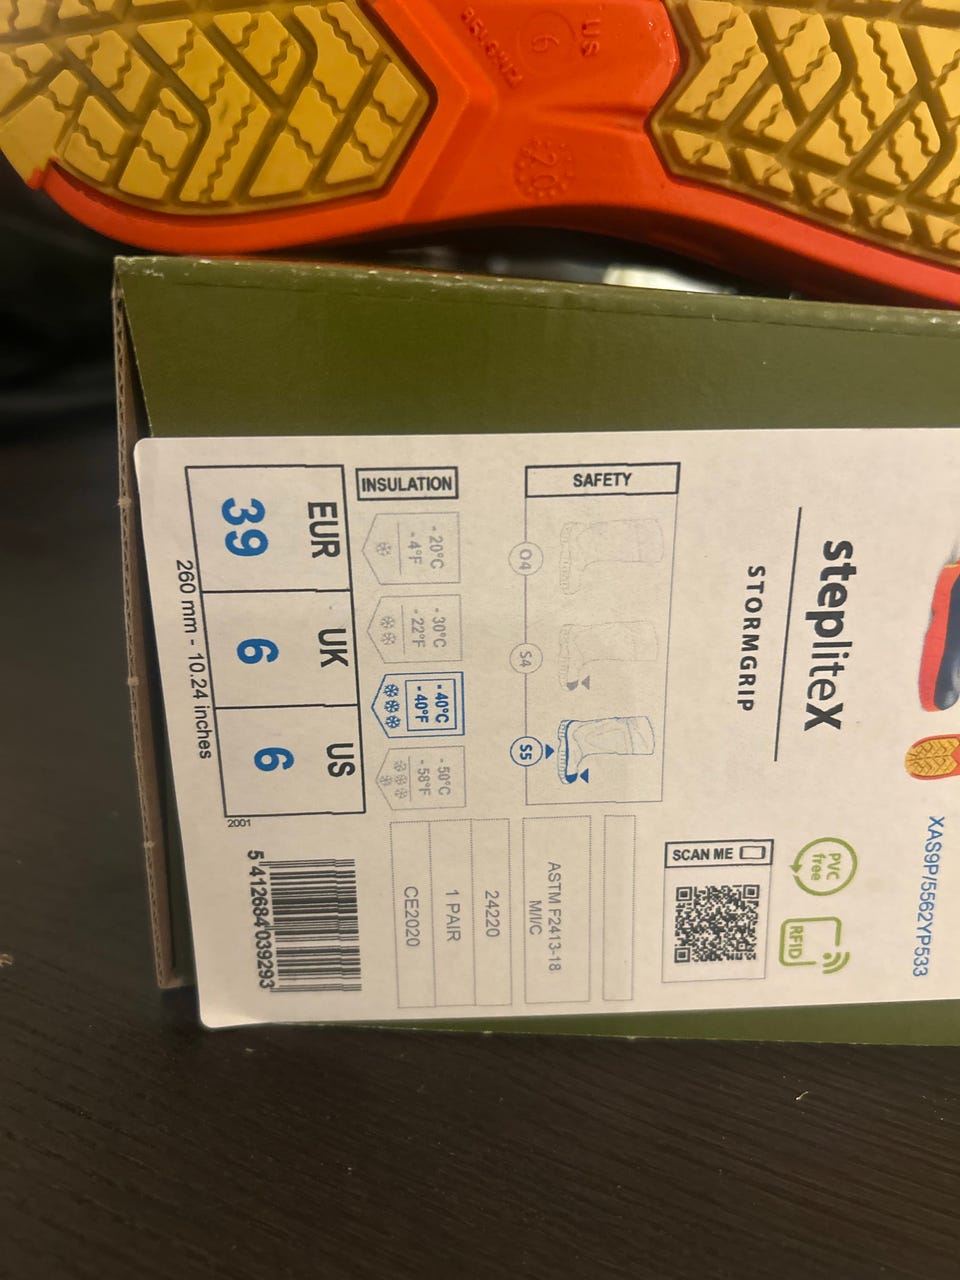 US
6
BELGIUM
20
INSULATION
SAFETY
EUR
39
UK
6
US
6
260 mm - 10.24 inches
2001
- 20°C
- 4°F
- 30°C
- 22°F
- 40°C
- 40°F
- 50°C
- 58°F
O4
S4
S5
stepliteX
STORMGRIP
XAS9P/5562YP533
PVC
free
RFID
SCAN ME
ASTM F2413-18
M/I/C
24220
1 PAIR
CE2020
5 412684 039293